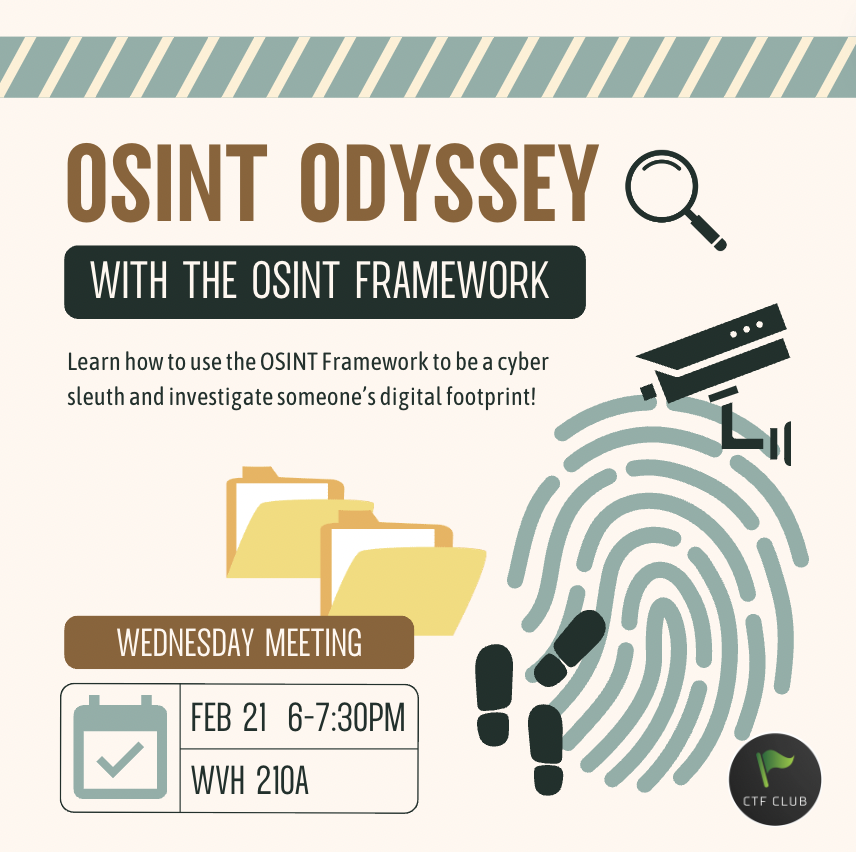 OSINT ODYSSEY
WITH THE OSINT FRAMEWORK
Learn how to use the OSINT Framework to be a cyber
sleuth and investigate someone's digital footprint!
WEDNESDAY MEETING
FEB 21 6-7:30PM
WVH 210A
CTF CLUB